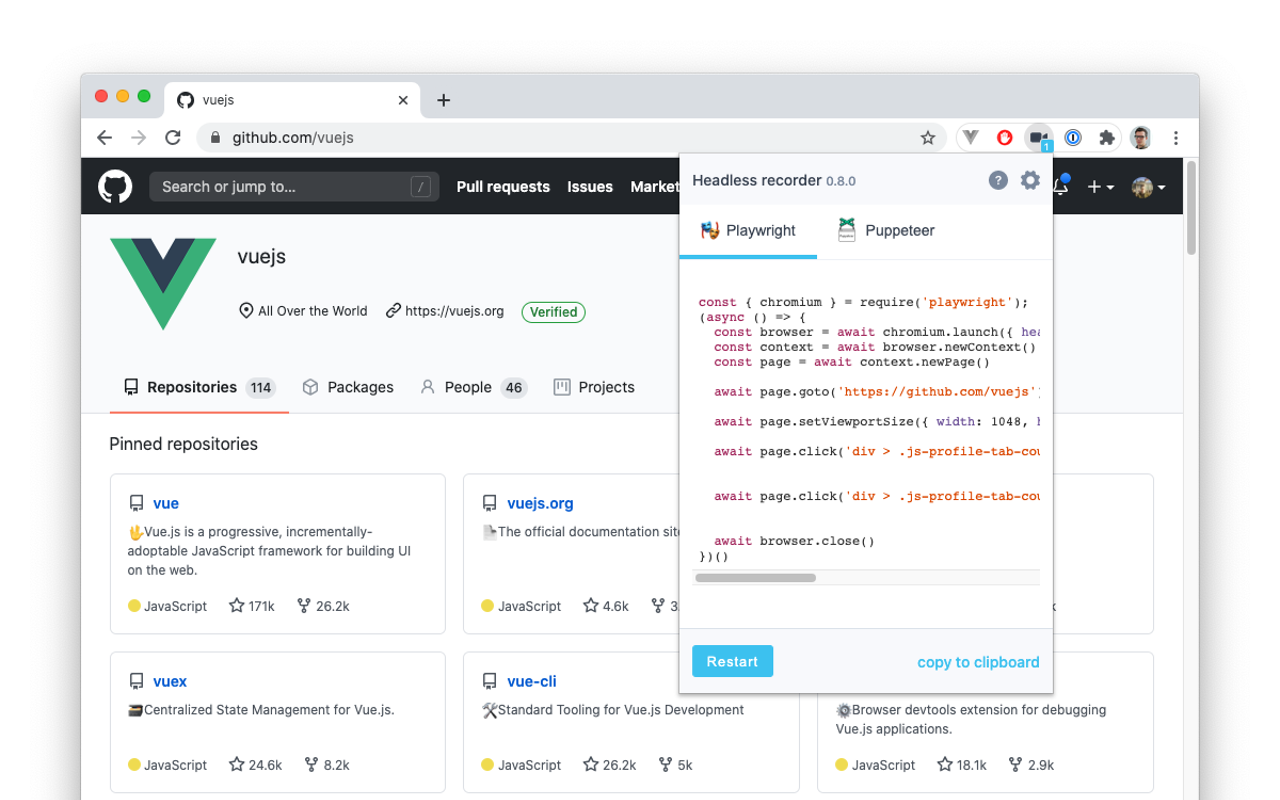 vuejs
github.com/vuejs
1
Search or jump to... /
Pull requests Issues Market
Headless recorder 0.8.0
?
Playwright Puppeteer
vuejs
All Over the World https://vuejs.org Verified
Repositories 114 Packages People 46 Projects
const { chromium } = require('playwright');
(async () => {
const browser = await chromium.launch({ hea
const context = await browser.newContext()
const page = await context.newPage()
await page.goto('https://github.com/vuejs')
await page.setViewportSize({ width: 1048, h
await page.click('div > .js-profile-tab-cou
await page.click('div > .js-profile-tab-cou
await browser.close()
})()
Restart copy to clipboard
Pinned repositories
vue
Vue.js is a progressive, incrementally-
adoptable JavaScript framework for building UI
on the web.
JavaScript 171k 26.2k
vuejs.org
The official documentation site
JavaScript 4.6k 3
vuex
Centralized State Management for Vue.js.
JavaScript 24.6k 8.2k
vue-cli
Standard Tooling for Vue.js Development
JavaScript 26.2k 5k
Browser devtools extension for debugging
Vue.js applications.
JavaScript 18.1k 2.9k